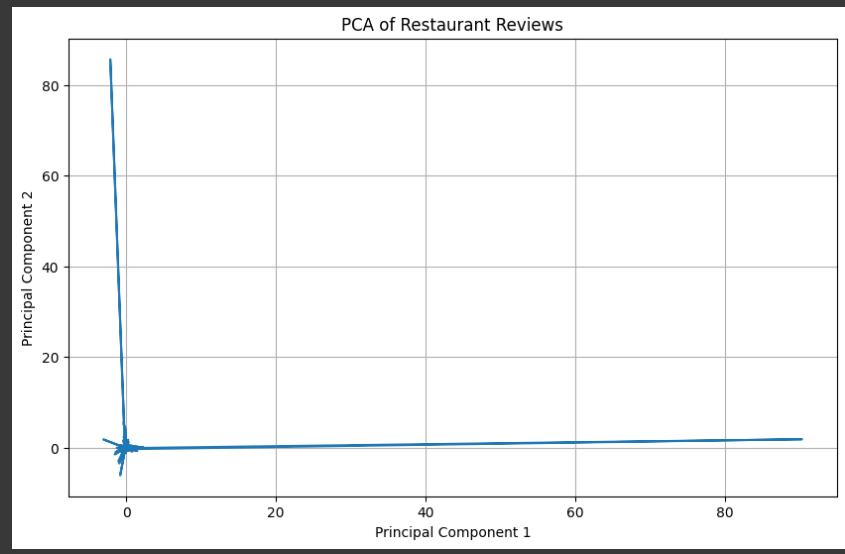 PCA of Restaurant Reviews
Principal Component 2
80
60
40
20
0
0 20 40 60 80
Principal Component 1